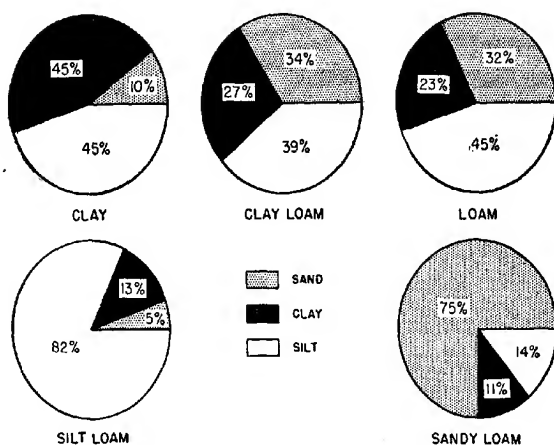 45%
10%
45%
CLAY
34%
27%
39%
CLAY LOAM
32%
23%
45%
LOAM
13%
5%
82%
SILT LOAM
SAND
CLAY
SILT
75%
14%
11%
SANDY LOAM